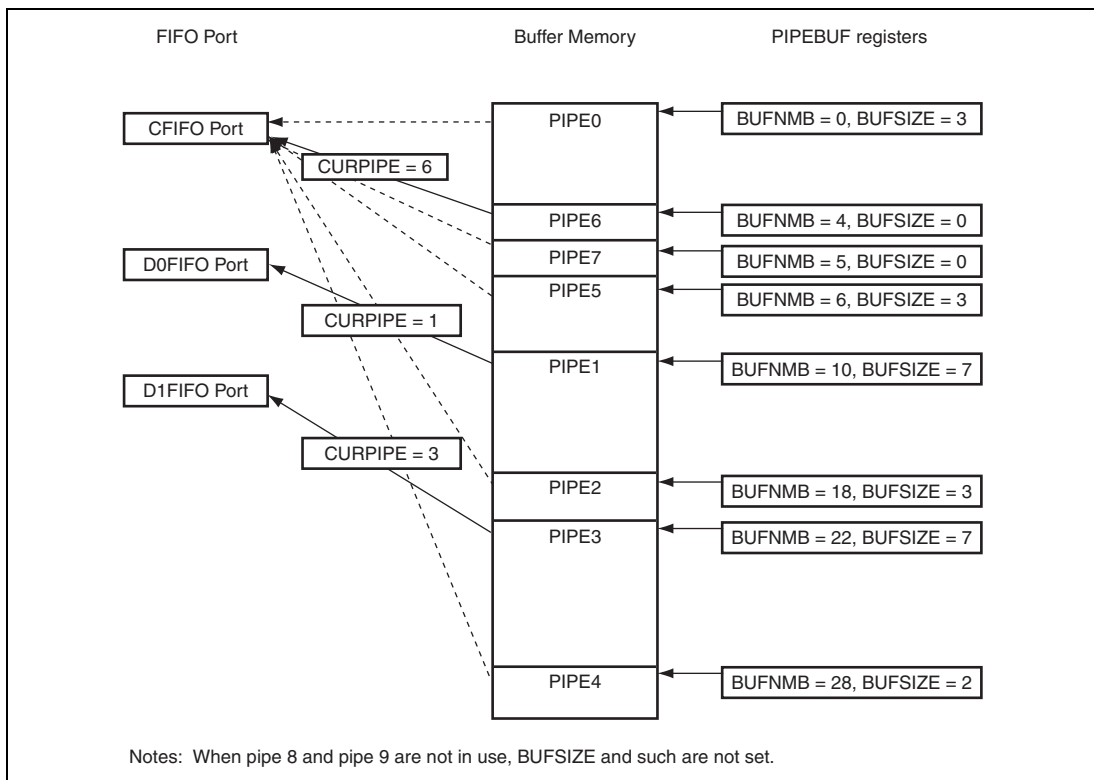 FIFO Port Buffer Memory PIPEBUF registers
CFIFO Port PIPE0 BUFNMB = 0, BUFSIZE = 3
CURPIPE = 6
PIPE6 BUFNMB = 4, BUFSIZE = 0
D0FIFO Port PIPE7 BUFNMB = 5, BUFSIZE = 0
PIPE5 BUFNMB = 6, BUFSIZE = 3
CURPIPE = 1
PIPE1 BUFNMB = 10, BUFSIZE = 7
D1FIFO Port
CURPIPE = 3
PIPE2 BUFNMB = 18, BUFSIZE = 3
PIPE3 BUFNMB = 22, BUFSIZE = 7
PIPE4 BUFNMB = 28, BUFSIZE = 2
Notes: When pipe 8 and pipe 9 are not in use, BUFSIZE and such are not set.